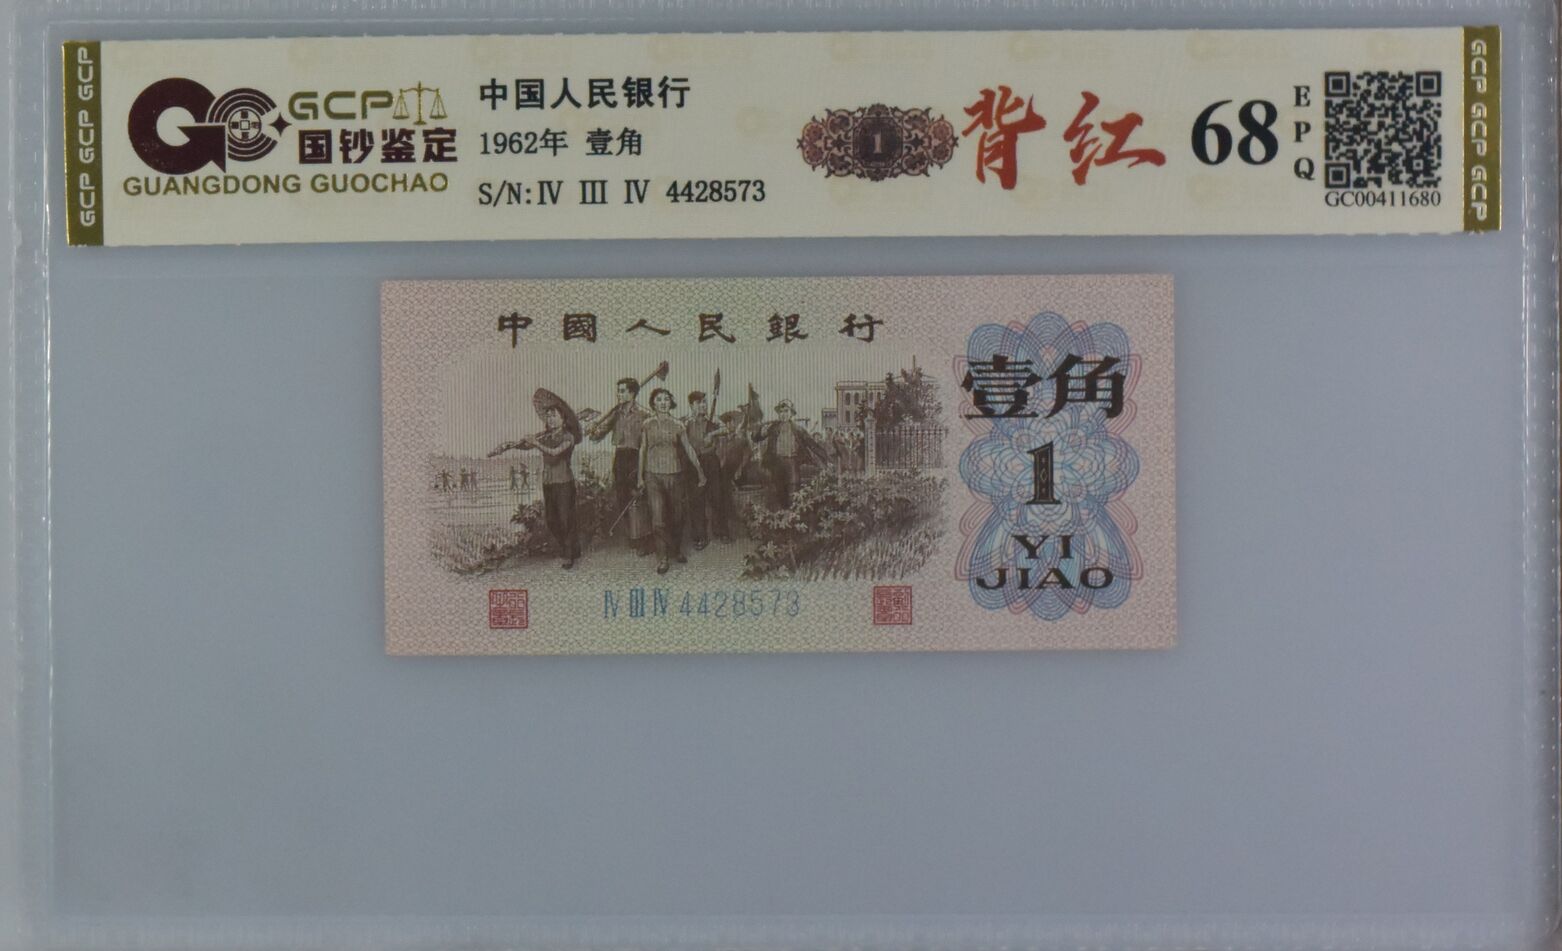 GCP GCP GCP
GCP
国钞鉴定
GUANGDONG GUOCHAO
中国人民银行
1962年 壹角
S/N:Ⅳ Ⅲ Ⅳ 4428573
1
背红
68
E
P
Q
GC00411680
GCP GCP GCP
中國人民銀行
壹角
1
YI
JIAO
Ⅳ Ⅲ Ⅳ 4428573